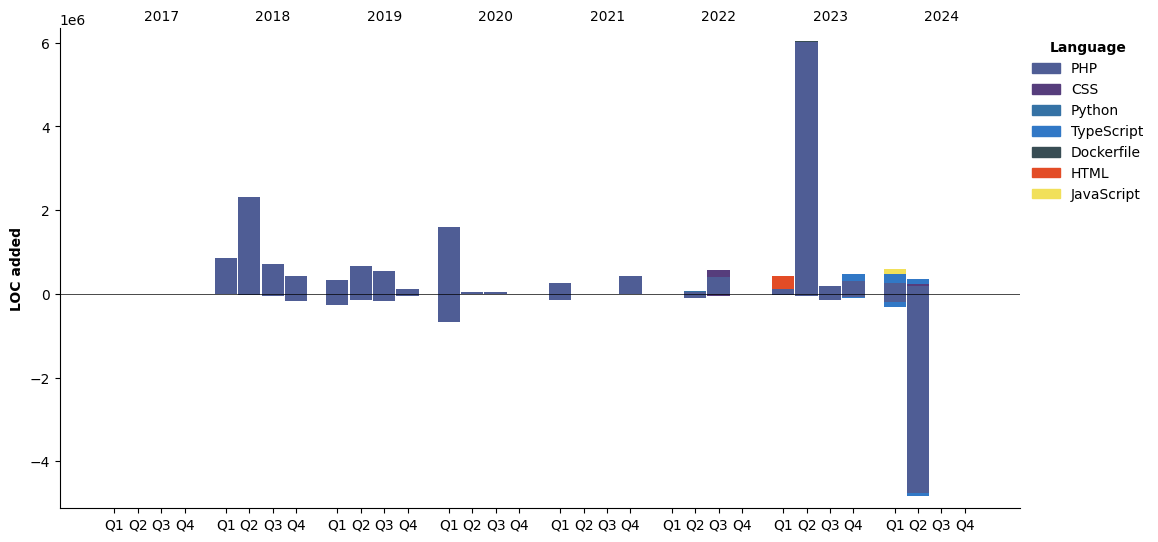 1e6
2017 2018 2019 2020 2021 2022 2023 2024
6
4
2
0
−2
−4
LOC added
Q1 Q2 Q3 Q4 Q1 Q2 Q3 Q4 Q1 Q2 Q3 Q4 Q1 Q2 Q3 Q4 Q1 Q2 Q3 Q4 Q1 Q2 Q3 Q4 Q1 Q2 Q3 Q4 Q1 Q2 Q3 Q4
Language
PHP
CSS
Python
TypeScript
Dockerfile
HTML
JavaScript